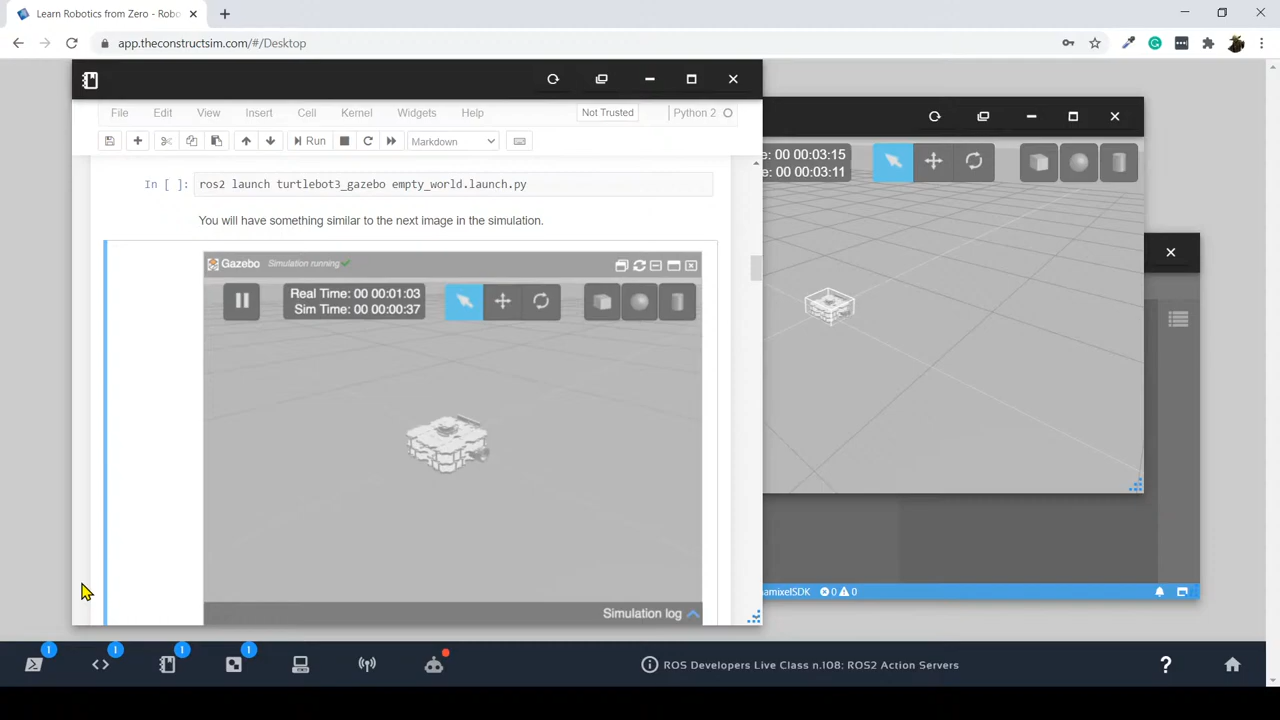 Learn Robotics from Zero - Robo
app.theconstructsim.com/#/Desktop
File Edit View Insert Cell Kernel Widgets Help Not Trusted Python 2
Run Markdown
e: 00 00:03:15
e: 00 00:03:11
In [ ]: ros2 launch turtlebot3_gazebo empty_world.launch.py
You will have something similar to the next image in the simulation.
Gazebo Simulation running
Real Time: 00 00:01:03
Sim Time: 00 00:00:37
Simulation log
amixelSDK 0 0
1 1 1 1
ROS Developers Live Class n.108: ROS2 Action Servers
?